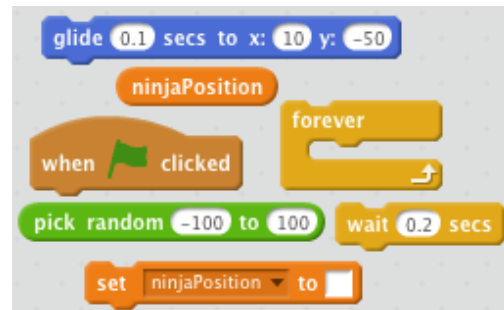 glide 0.1 secs to x: 10 y: -50
ninjaPosition
forever
when clicked
pick random -100 to 100
wait 0.2 secs
set ninjaPosition to